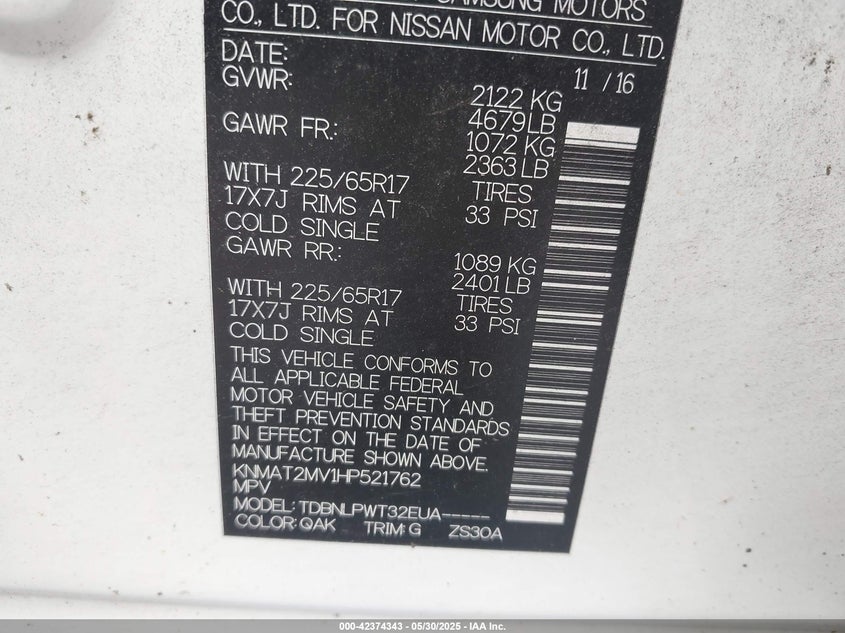 SAMSUNG MOTORS
CO., LTD. FOR NISSAN MOTOR CO., LTD.
DATE: 11 / 16
GVWR: 2122 KG
4679 LB
GAWR FR.: 1072 KG
2363 LB
WITH 225/65R17 TIRES
17X7J RIMS AT 33 PSI
COLD SINGLE
GAWR RR.: 1089 KG
2401 LB
WITH 225/65R17 TIRES
17X7J RIMS AT 33 PSI
COLD SINGLE
THIS VEHICLE CONFORMS TO
ALL APPLICABLE FEDERAL
MOTOR VEHICLE SAFETY AND
THEFT PREVENTION STANDARDS
IN EFFECT ON THE DATE OF
MANUFACTURE SHOWN ABOVE.
KNMAT2MV1HP521762
MPV
MODEL: TDBNLPWT32EUA-----
COLOR: QAK TRIM: G ZS30A
000-42374343 - 05/30/2025 - IAA Inc.